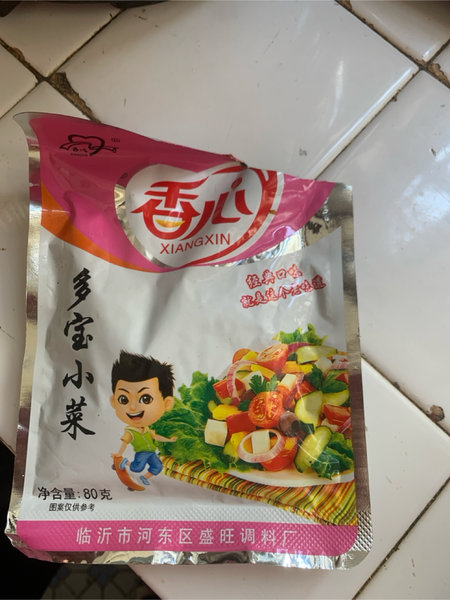 香心
XIANGXIN
经典口味
就是这个老味道
多宝小菜
净含量: 80克
图案仅供参考
临沂市河东区盛旺调料厂